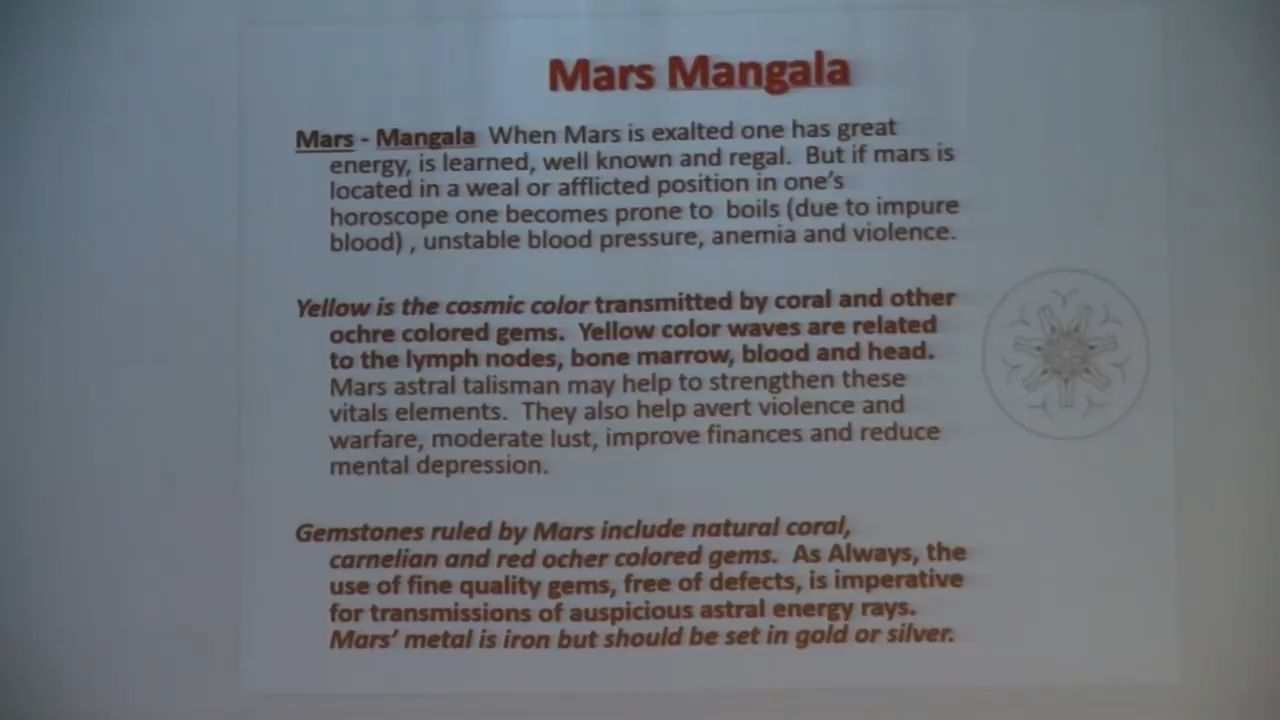 Mars Mangala
Mars - Mangala When Mars is exalted one has great
energy, is learned, well known and regal. But if mars is
located in a weal or afflicted position in one's
horoscope one becomes prone to boils (due to impure
blood) , unstable blood pressure, anemia and violence.
Yellow is the cosmic color transmitted by coral and other
ochre colored gems. Yellow color waves are related
to the lymph nodes, bone marrow, blood and head.
Mars astral talisman may help to strengthen these
vitals elements. They also help avert violence and
warfare, moderate lust, improve finances and reduce
mental depression.
Gemstones ruled by Mars include natural coral,
carnelian and red ocher colored gems. As Always, the
use of fine quality gems, free of defects, is imperative
for transmissions of auspicious astral energy rays.
Mars' metal is iron but should be set in gold or silver.